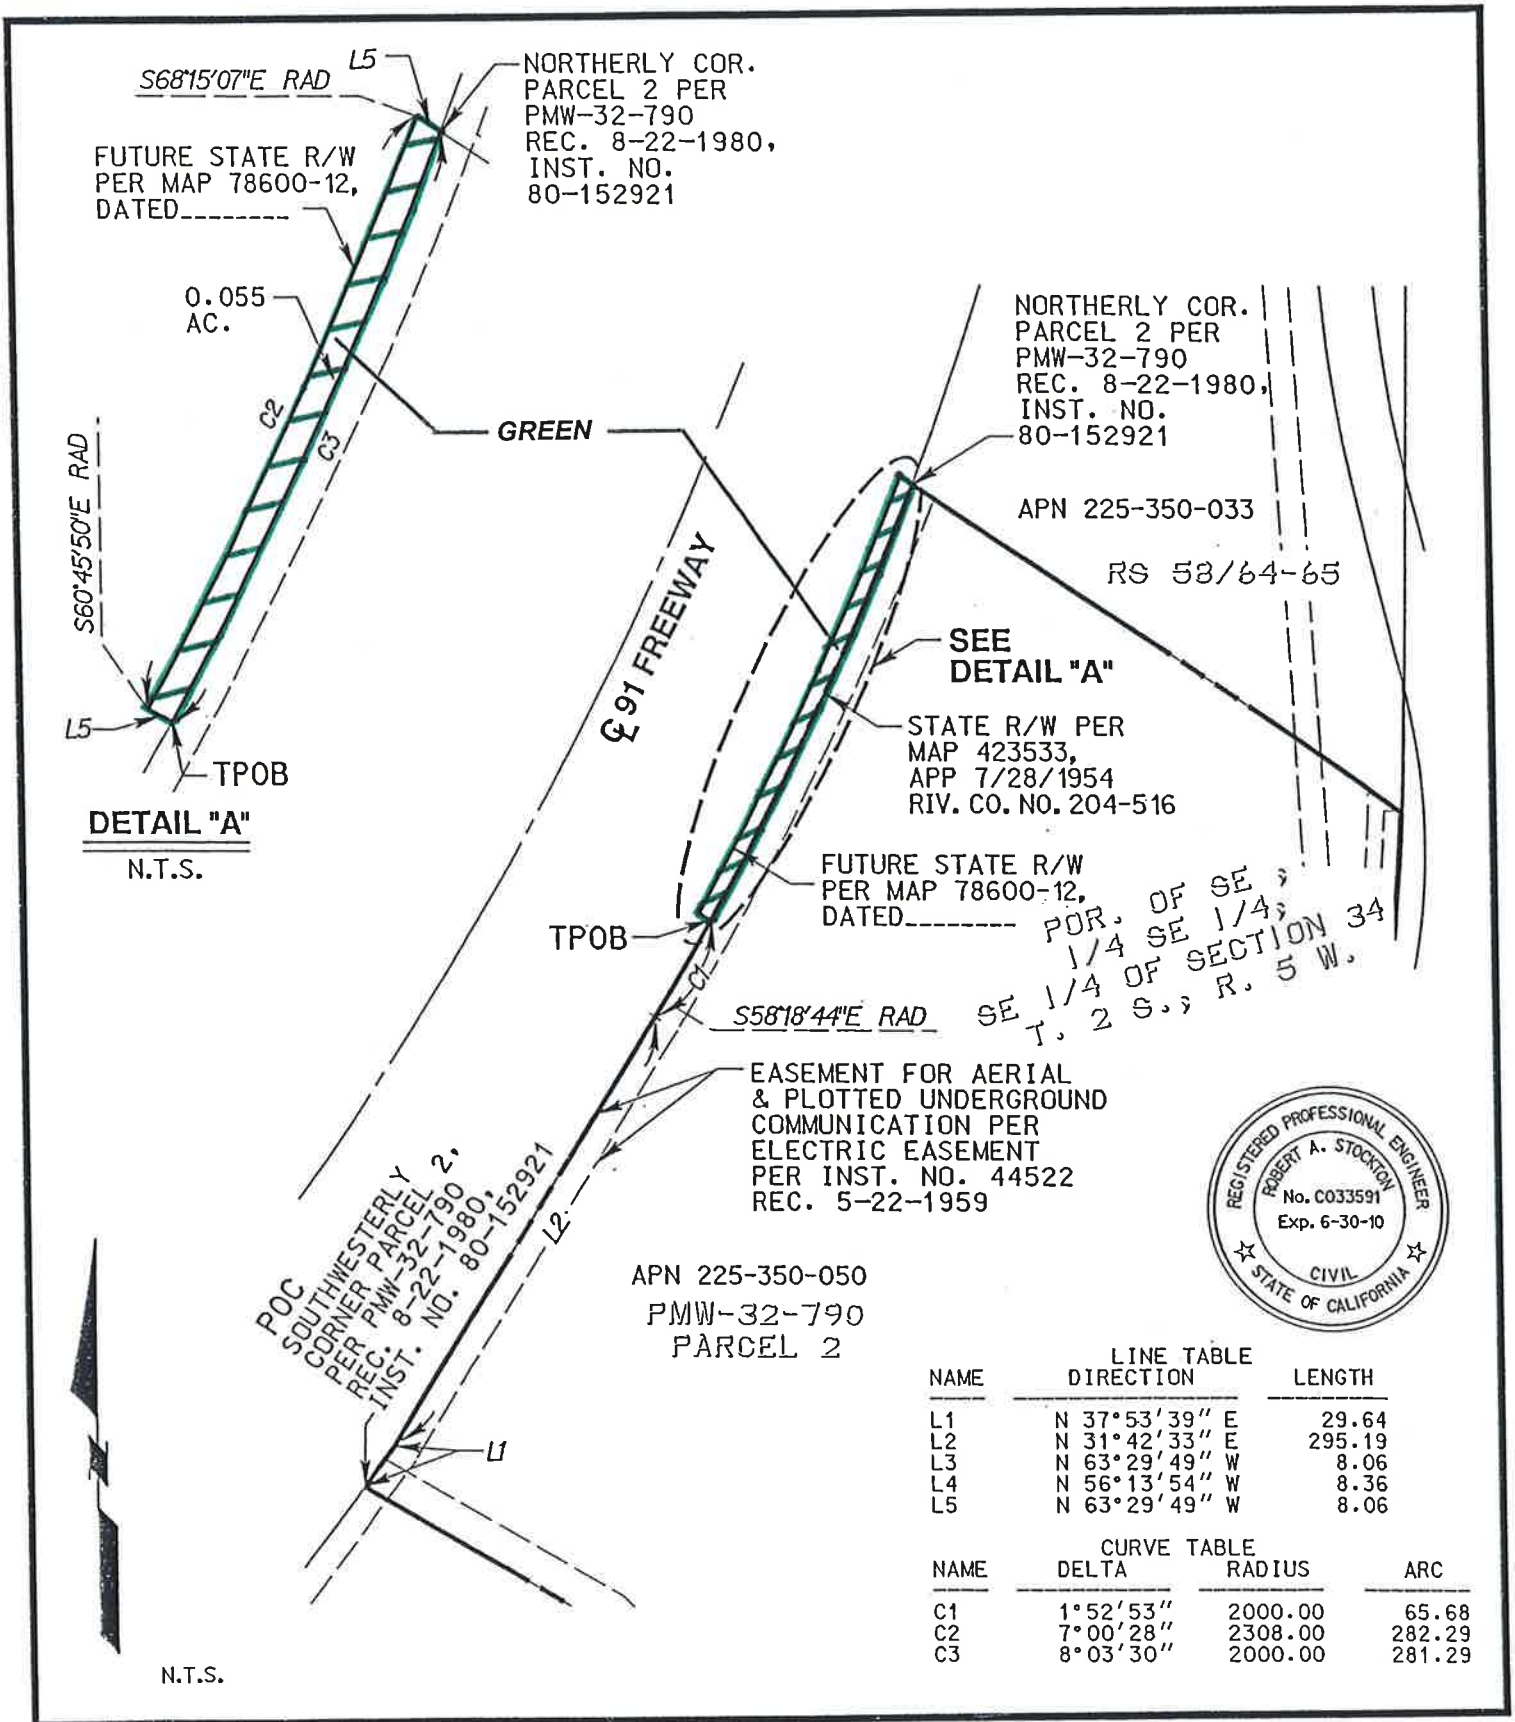 S68°15'07"E RAD
L5
NORTHERLY COR.
PARCEL 2 PER
PMW-32-790
REC. 8-22-1980,
INST. NO.
80-152921
FUTURE STATE R/W
PER MAP 78600-12,
DATED________
0.055
AC.
C2
C3
GREEN
S60°45'50"E RAD
L5
TPOB
DETAIL "A"
N.T.S.
NORTHERLY COR.
PARCEL 2 PER
PMW-32-790
REC. 8-22-1980,
INST. NO.
80-152921
APN 225-350-033
RS 58/64-65
℄ 91 FREEWAY
SEE
DETAIL "A"
STATE R/W PER
MAP 423533,
APP 7/28/1954
RIV. CO. NO. 204-516
FUTURE STATE R/W
PER MAP 78600-12,
DATED________
TPOB
C1
POR. OF SE ;
1/4 SE 1/4;
SE 1/4 OF SECTION 34
T. 2 S., R. 5 W.
S58°18'44"E RAD
EASEMENT FOR AERIAL
& PLOTTED UNDERGROUND
COMMUNICATION PER
ELECTRIC EASEMENT
PER INST. NO. 44522
REC. 5-22-1959
L2
POC
SOUTHWESTERLY
CORNER PARCEL 2,
PER PMW-32-790
REC. 8-22-1980,
INST. NO. 80-152921
L1
APN 225-350-050
PMW-32-790
PARCEL 2
REGISTERED PROFESSIONAL ENGINEER
ROBERT A. STOCKTON
No. C033591
Exp. 6-30-10
CIVIL
STATE OF CALIFORNIA
LINE TABLE
NAME DIRECTION LENGTH
L1 N 37°53'39" E 29.64
L2 N 31°42'33" E 295.19
L3 N 63°29'49" W 8.06
L4 N 56°13'54" W 8.36
L5 N 63°29'49" W 8.06
CURVE TABLE
NAME DELTA RADIUS ARC
C1 1°52'53" 2000.00 65.68
C2 7°00'28" 2308.00 282.29
C3 8°03'30" 2000.00 281.29
N
N.T.S.